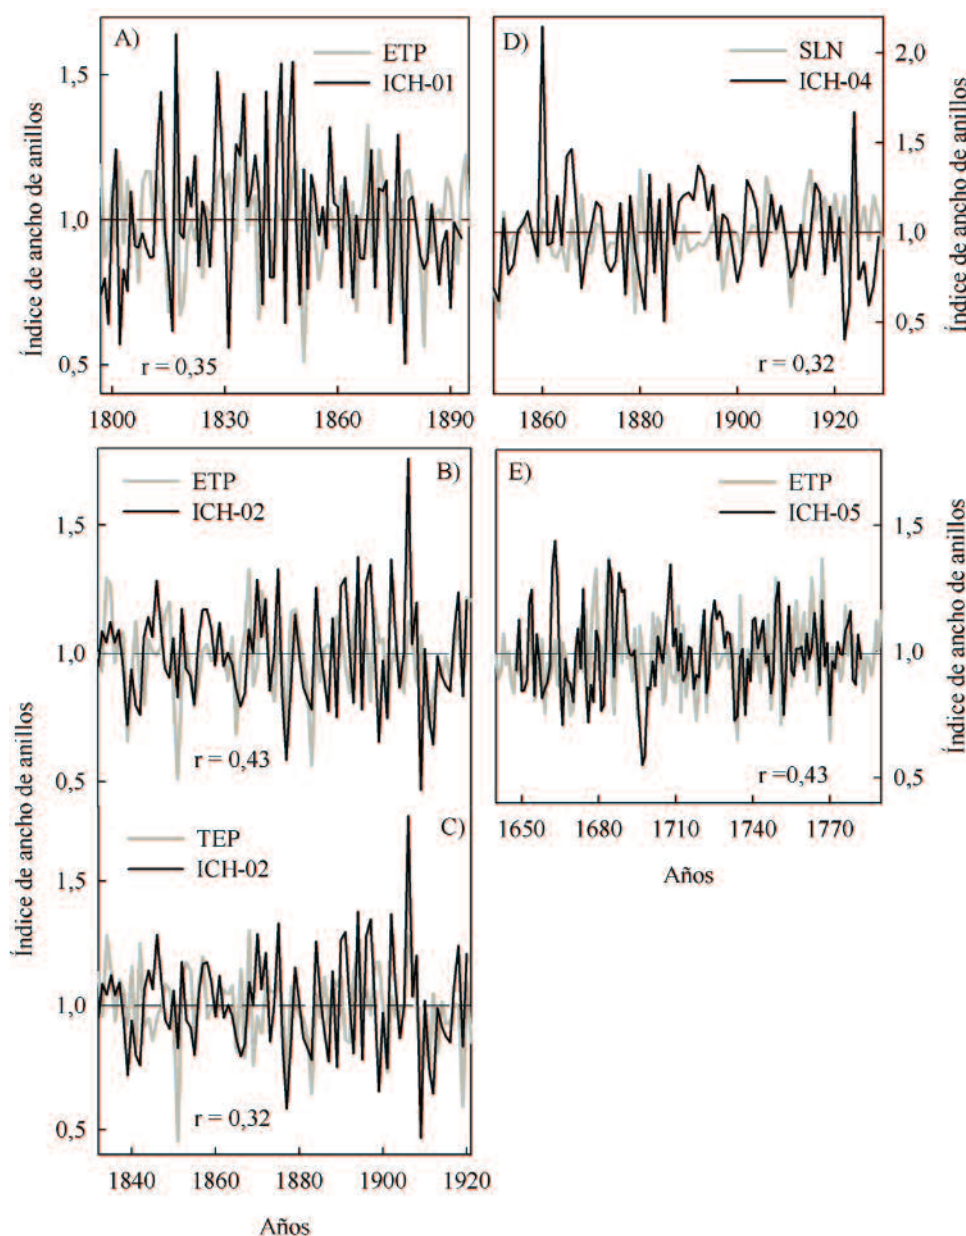 A)
ETP
ICH-01
1,5
1,0
0,5
Índice de ancho de anillos
r = 0,35
1800 1830 1860 1890
D)
SLN
ICH-04
2,0
1,5
1,0
0,5
Índice de ancho de anillos
r = 0,32
1860 1880 1900 1920
B)
ETP
ICH-02
1,5
1,0
0,5
r = 0,43
E)
ETP
ICH-05
1,5
1,0
0,5
Índice de ancho de anillos
r =0,43
1650 1680 1710 1740 1770
Años
C)
TEP
ICH-02
1,5
1,0
0,5
Índice de ancho de anillos
r = 0,32
1840 1860 1880 1900 1920
Años